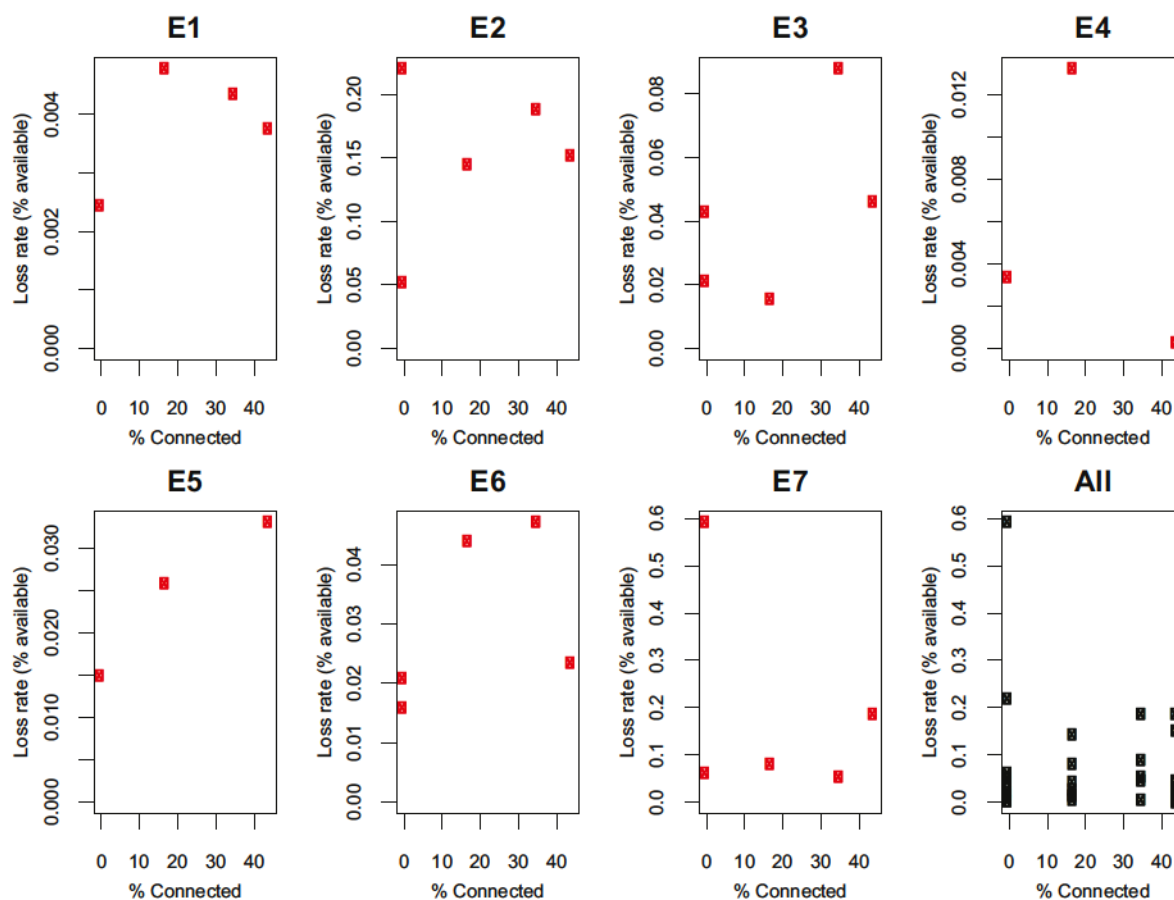 E1 E2 E3 E4
Loss rate (% available) Loss rate (% available) Loss rate (% available) Loss rate (% available)
0.004 0.20 0.08 0.012
0.002 0.15 0.06 0.008
0.000 0.10 0.04 0.004
0.05 0.02 0.000
0.00 0.00
0 10 20 30 40 0 10 20 30 40 0 10 20 30 40 0 10 20 30 40
% Connected % Connected % Connected % Connected
E5 E6 E7 All
Loss rate (% available) Loss rate (% available) Loss rate (% available) Loss rate (% available)
0.030 0.04 0.6 0.6
0.020 0.03 0.5 0.5
0.010 0.02 0.4 0.4
0.000 0.01 0.3 0.3
0.00 0.2 0.2
0.1 0.1
0.0 0.0
0 10 20 30 40 0 10 20 30 40 0 10 20 30 40 0 10 20 30 40
% Connected % Connected % Connected % Connected